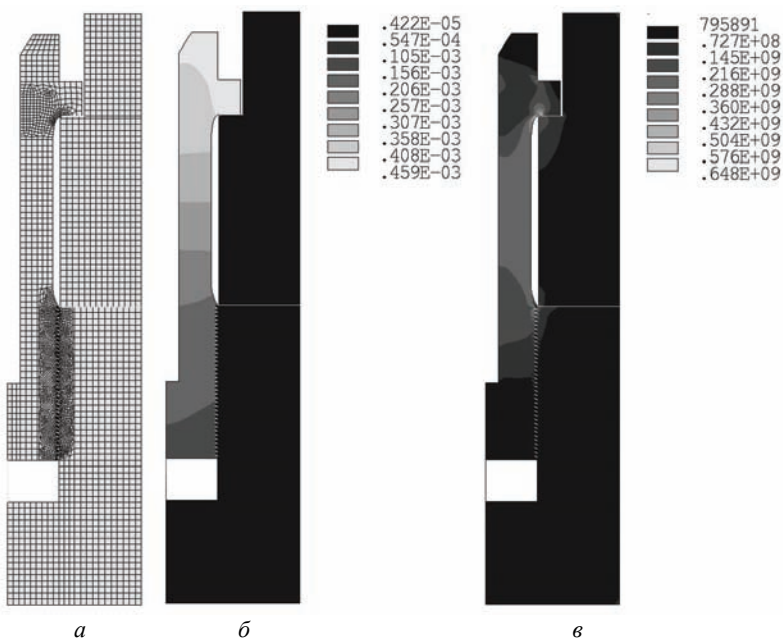 .422E-05
.547E-04
.105E-03
.156E-03
.206E-03
.257E-03
.307E-03
.358E-03
.408E-03
.459E-03
795891
.727E+08
.145E+09
.216E+09
.288E+09
.360E+09
.432E+09
.504E+09
.576E+09
.648E+09
а
б
в